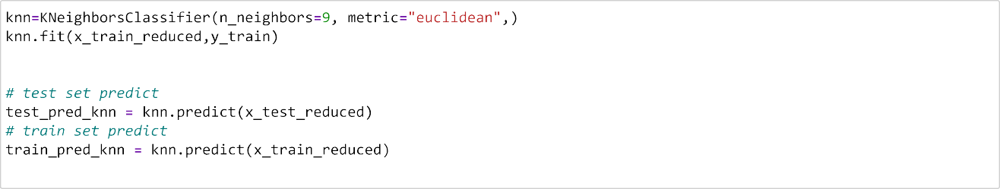 knn=KNeighborsClassifier(n_neighbors=9, metric="euclidean",)
knn.fit(x_train_reduced,y_train)
# test set predict
test_pred_knn = knn.predict(x_test_reduced)
# train set predict
train_pred_knn = knn.predict(x_train_reduced)